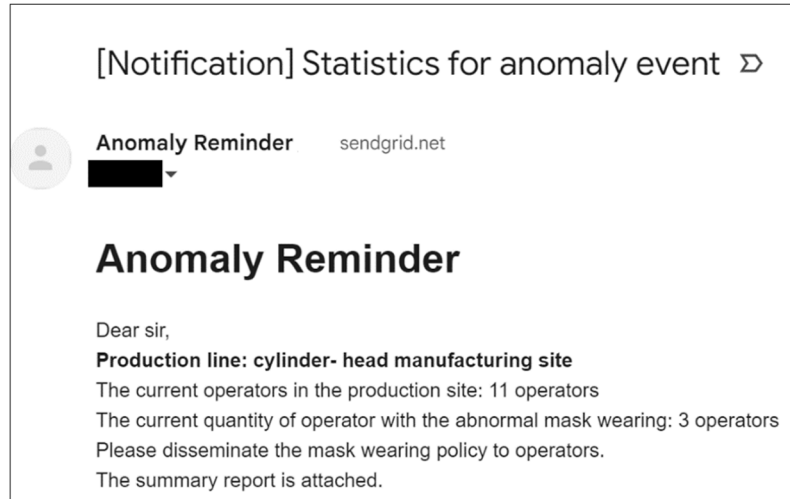 [Notification] Statistics for anomaly event
Anomaly Reminder sendgrid.net
Anomaly Reminder
Dear sir,
Production line: cylinder- head manufacturing site
The current operators in the production site: 11 operators
The current quantity of operator with the abnormal mask wearing: 3 operators
Please disseminate the mask wearing policy to operators.
The summary report is attached.